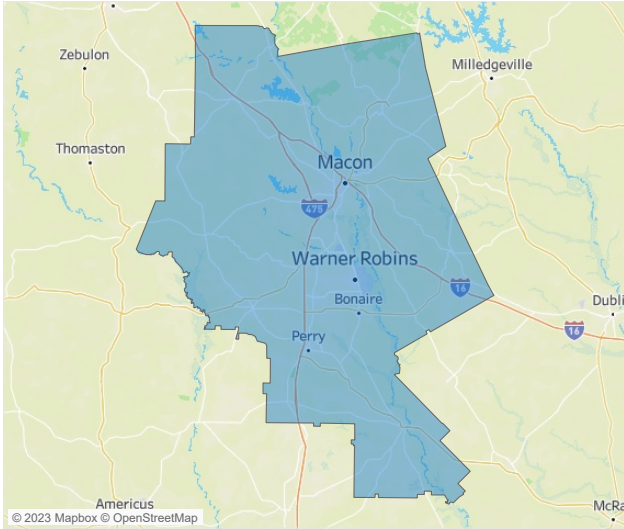 Zebulon
Milledgeville
Thomaston
Macon
475
Warner Robins
16
Bonaire
Dubli
16
Perry
Americus
McRa
© 2023 Mapbox © OpenStreetMap